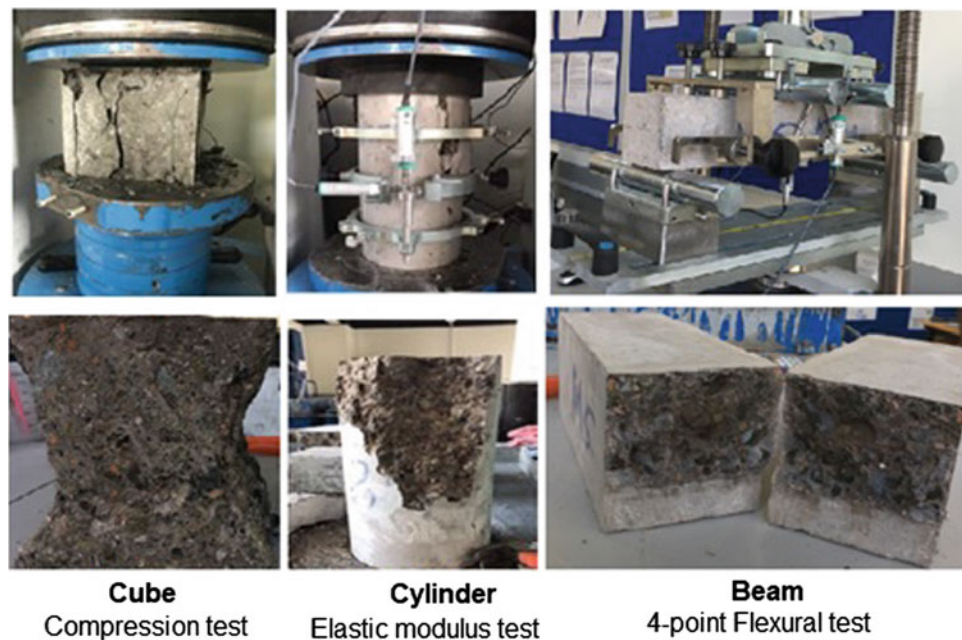 Cube
Compression test
Cylinder
Elastic modulus test
Beam
4-point Flexural test